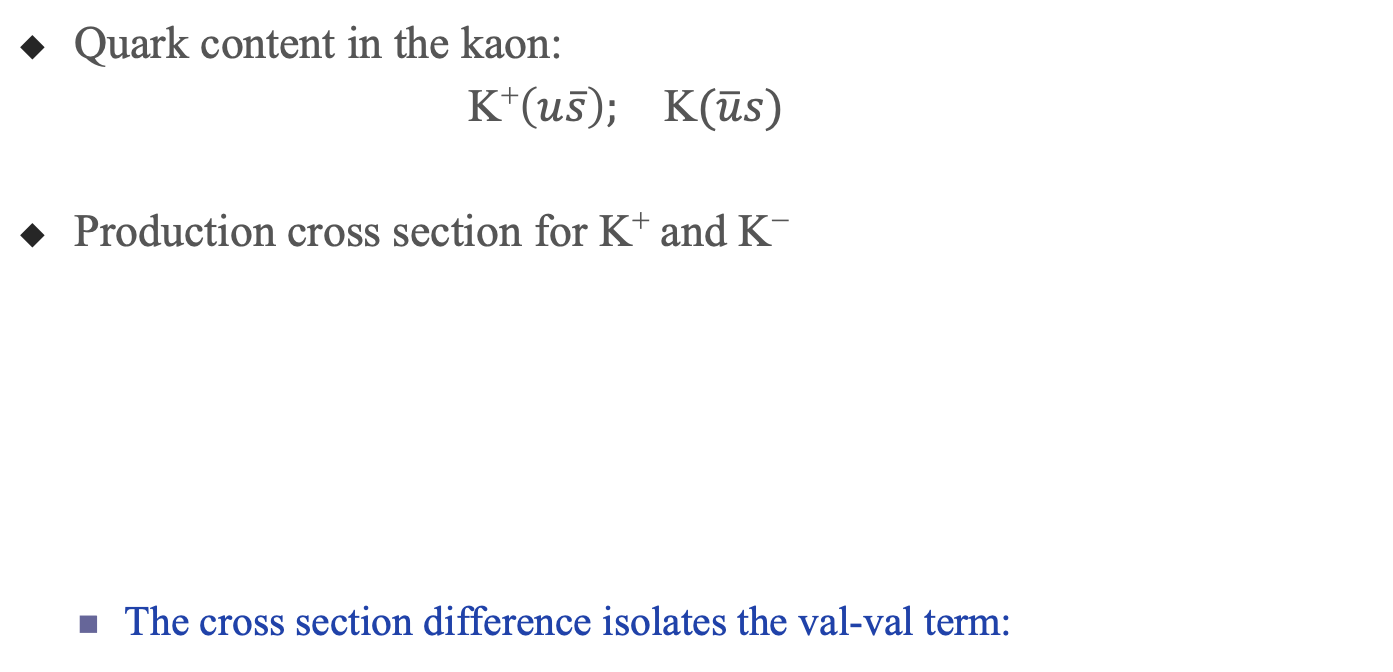 ◆ Quark content in the kaon:
K⁺(us̄); K(ūs)
◆ Production cross section for K⁺ and K⁻
■ The cross section difference isolates the val-val term: